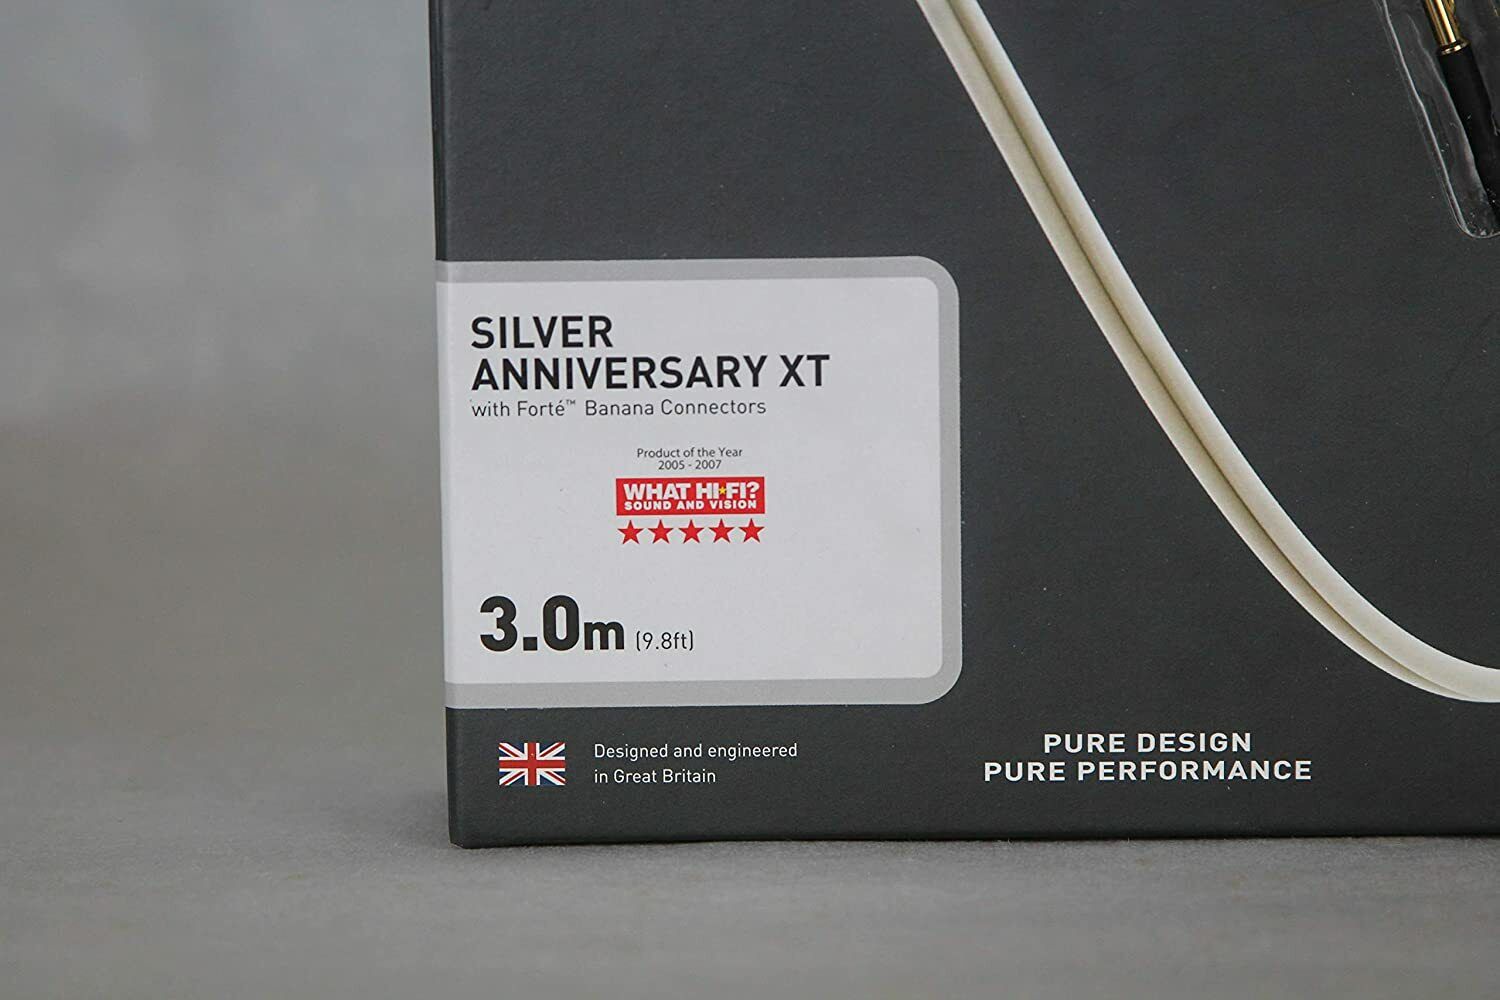 SILVER
ANNIVERSARY XT
with Forté™ Banana Connectors
Product of the Year
2005 - 2007
WHAT HI★FI?
SOUND AND VISION
3.0m (9.8ft)
Designed and engineered
in Great Britain
PURE DESIGN
PURE PERFORMANCE